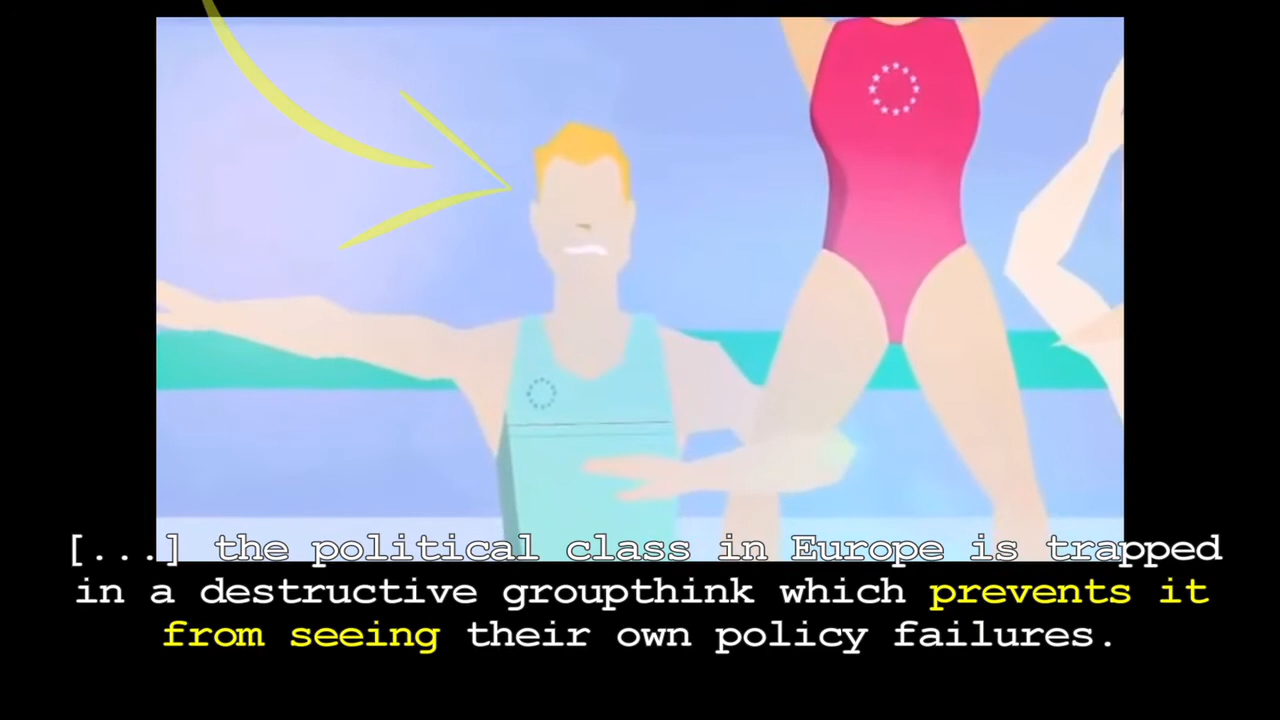 [...] the political class in Europe is trapped
in a destructive groupthink which prevents it
from seeing their own policy failures.